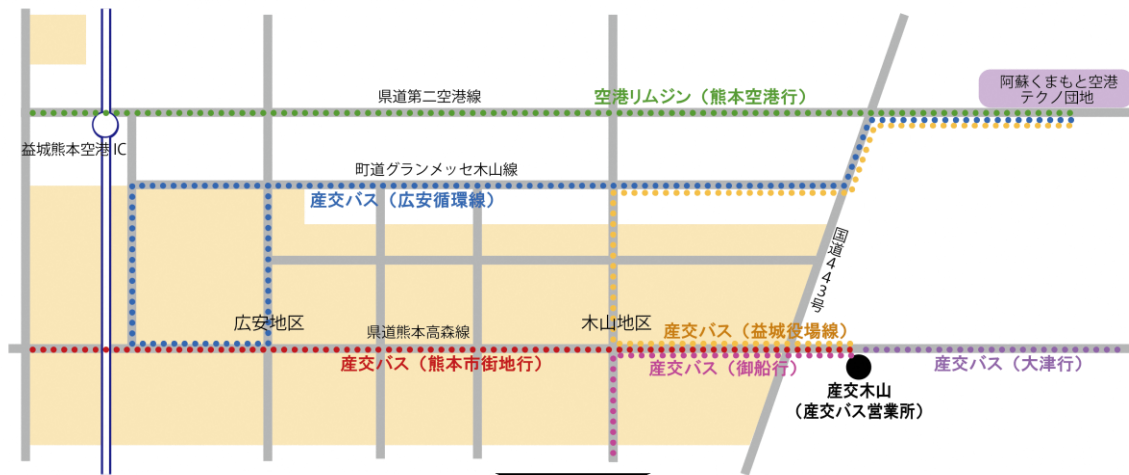 県道第二空港線
空港リムジン（熊本空港行）
阿蘇くまもと空港
テクノ団地
益城熊本空港IC
町道グランメッセ木山線
産交バス（広安循環線）
国道443号
広安地区
県道熊本高森線
木山地区
産交バス（益城役場線）
産交バス（熊本市街地行）
産交バス（御船行）
産交バス（大津行）
産交木山
（産交バス営業所）